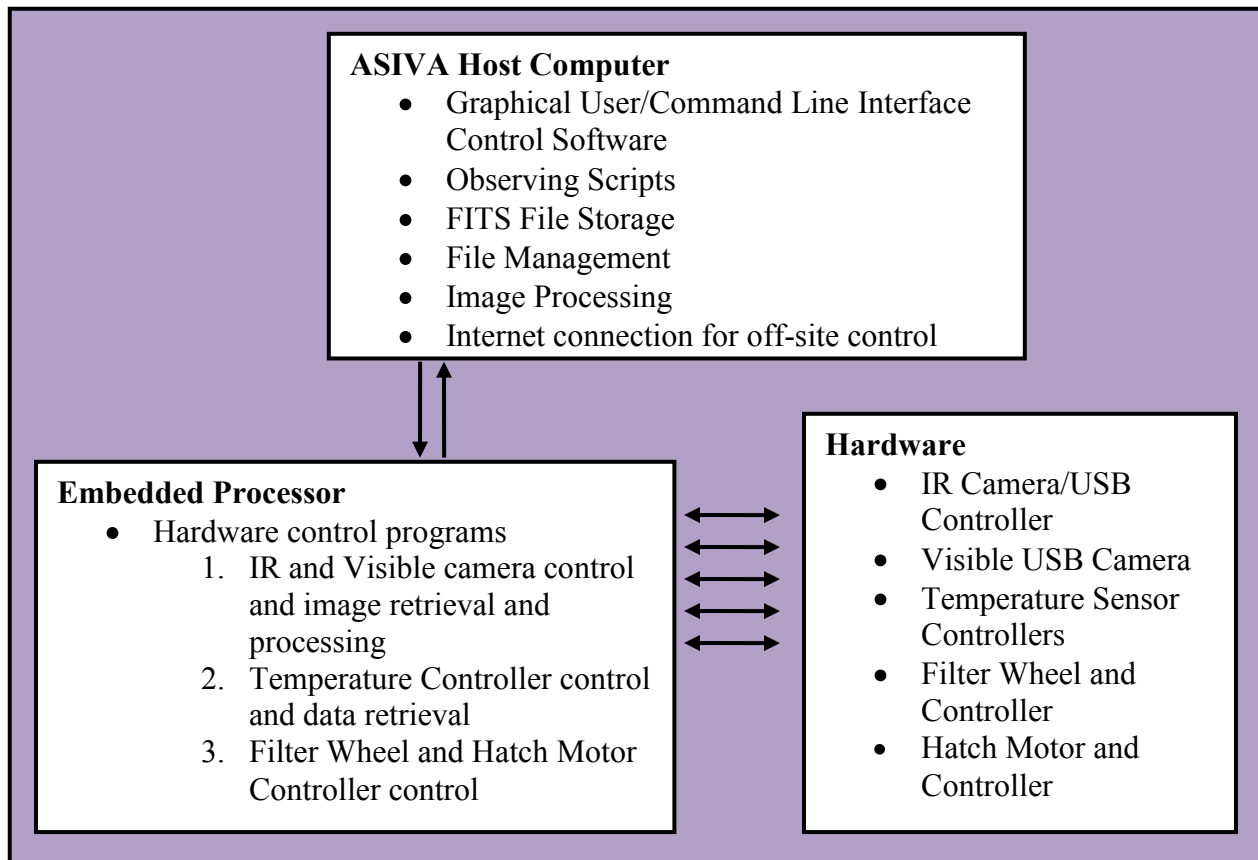 ASIVA Host Computer
• Graphical User/Command Line Interface
Control Software
• Observing Scripts
• FITS File Storage
• File Management
• Image Processing
• Internet connection for off-site control
Embedded Processor
• Hardware control programs
1. IR and Visible camera control
and image retrieval and
processing
2. Temperature Controller control
and data retrieval
3. Filter Wheel and Hatch Motor
Controller control
Hardware
• IR Camera/USB
Controller
• Visible USB Camera
• Temperature Sensor
Controllers
• Filter Wheel and
Controller
• Hatch Motor and
Controller